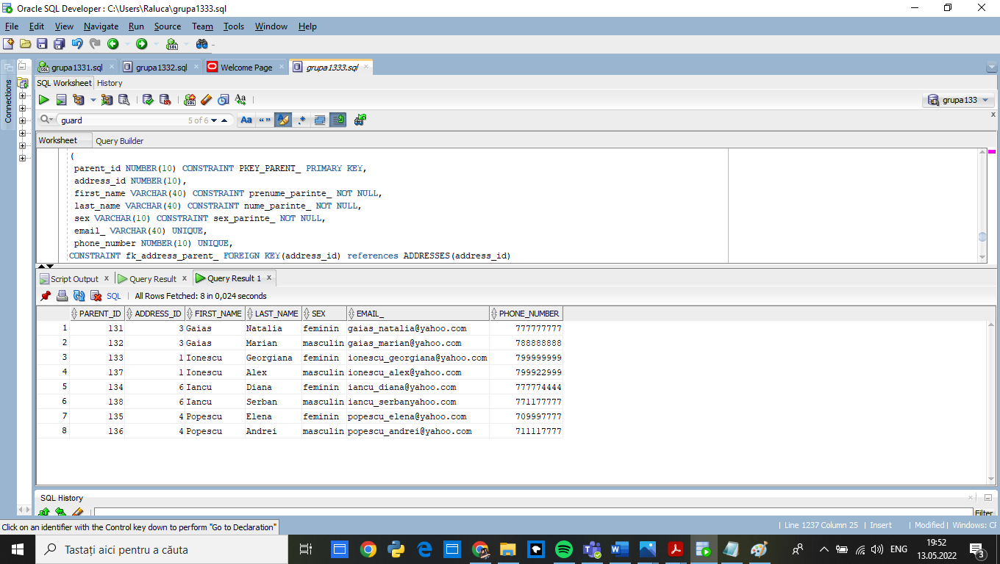 Oracle SQL Developer : C:\Users\Raluca\grupa1333.sql
File Edit View Navigate Run Source Team Tools Window Help
grupa1331.sql grupa1332.sql Welcome Page grupa1333.sql
Connections
SQL Worksheet History
grupa133
guard 5 of 6 Aa “” .*
Worksheet Query Builder
(
parent_id NUMBER(10) CONSTRAINT PKEY_PARENT_ PRIMARY KEY,
address_id NUMBER(10),
first_name VARCHAR(40) CONSTRAINT prenume_parinte_ NOT NULL,
last_name VARCHAR(40) CONSTRAINT nume_parinte_ NOT NULL,
sex VARCHAR(10) CONSTRAINT sex_parinte_ NOT NULL,
email_ VARCHAR(40) UNIQUE,
phone_number NUMBER(10) UNIQUE,
CONSTRAINT fk_address_parent_ FOREIGN KEY(address_id) references ADDRESSES(address_id)
Script Output x Query Result x Query Result 1 x
SQL | All Rows Fetched: 8 in 0,024 seconds
PARENT_ID ADDRESS_ID FIRST_NAME LAST_NAME SEX EMAIL_ PHONE_NUMBER
1 131 3 Gaias Natalia feminin gaias_natalia@yahoo.com 777777777
2 132 3 Gaias Marian masculin gaias_marian@yahoo.com 788888888
3 133 1 Ionescu Georgiana feminin ionescu_georgiana@yahoo.com 799999999
4 137 1 Ionescu Alex masculin ionescu_alex@yahoo.com 799922999
5 134 6 Iancu Diana feminin iancu_diana@yahoo.com 777774444
6 138 6 Iancu Serban masculin iancu_serbanyahoo.com 771177777
7 135 4 Popescu Elena feminin popescu_elena@yahoo.com 709997777
8 136 4 Popescu Andrei masculin popescu_andrei@yahoo.com 711117777
SQL History
Filter
Click on an identifier with the Control key down to perform "Go to Declaration"
| Line 1237 Column 25 | Insert | Modified | Windows: CF
Tastați aici pentru a căuta
ENG
19:52
13.05.2022
3